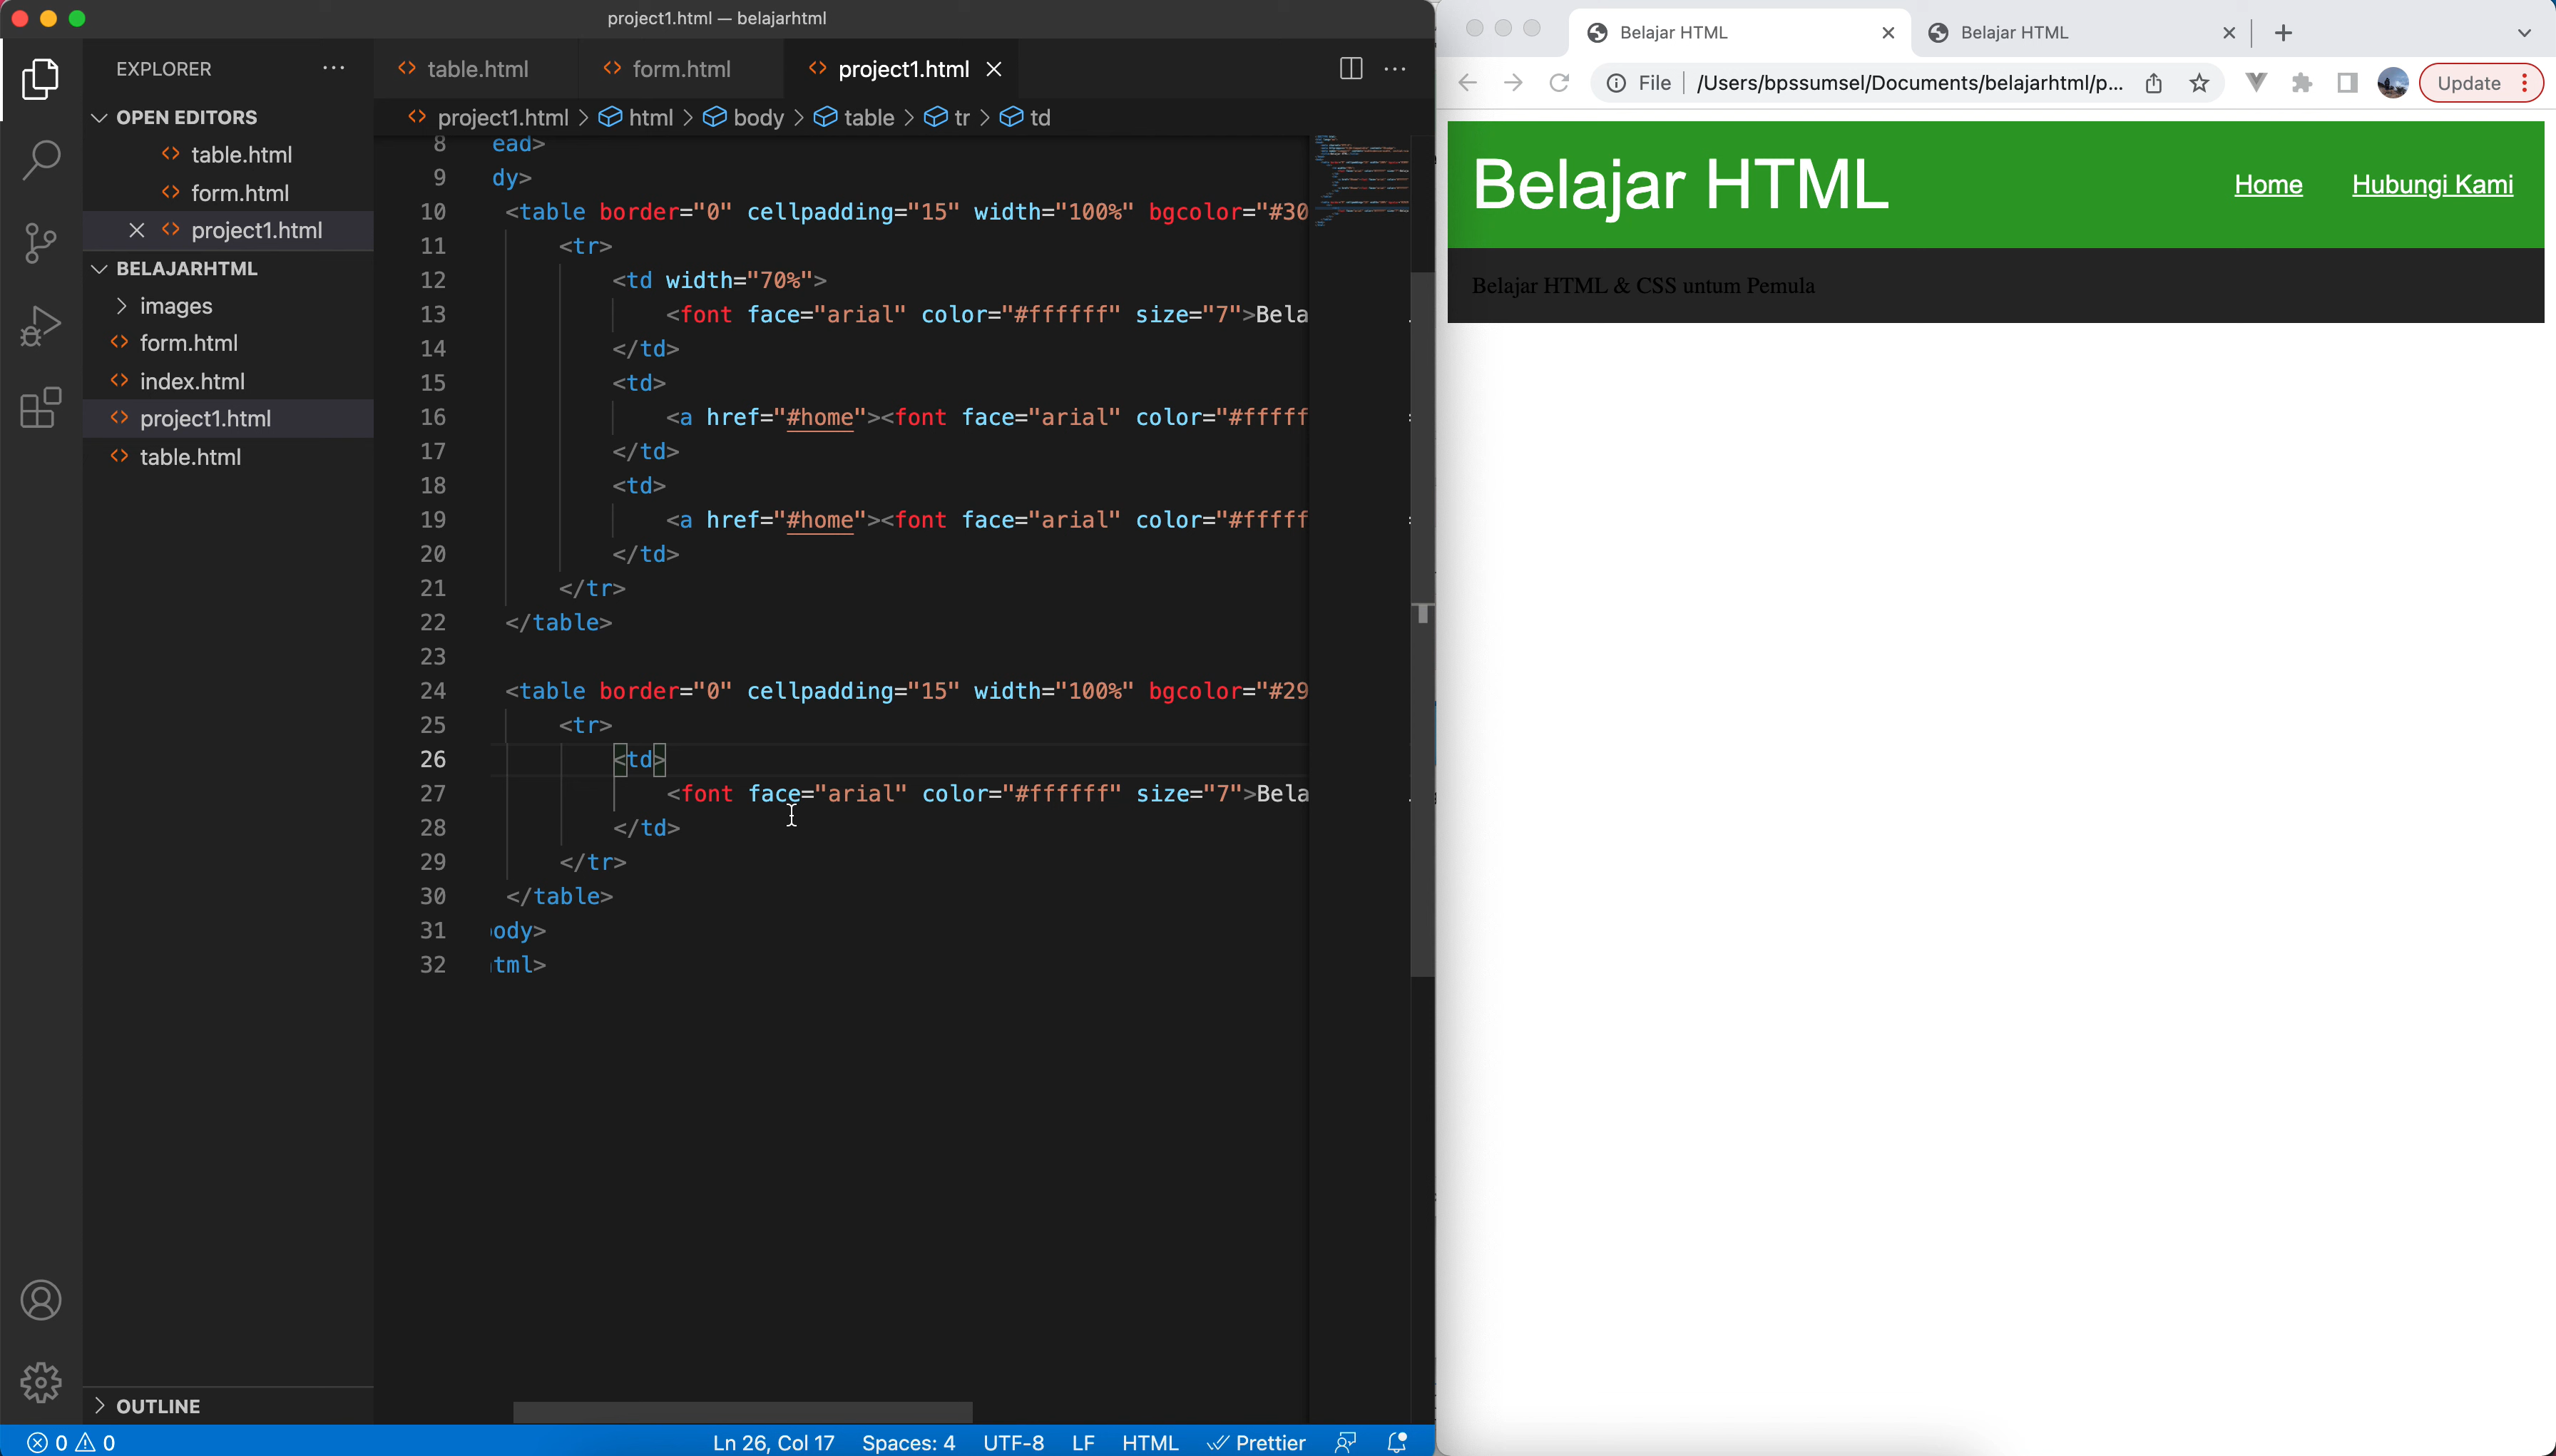 project1.html — belajarhtml
EXPLORER
OPEN EDITORS
table.html
form.html
project1.html
BELAJARHTML
images
form.html
index.html
project1.html
table.html
OUTLINE
table.html form.html project1.html
project1.html > html > body > table > tr > td
8 ead>
9 dy>
10 <table border="0" cellpadding="15" width="100%" bgcolor="#30
11 <tr>
12 <td width="70%">
13 <font face="arial" color="#ffffff" size="7">Bela
14 </td>
15 <td>
16 <a href="#home"><font face="arial" color="#fffff
17 </td>
18 <td>
19 <a href="#home"><font face="arial" color="#fffff
20 </td>
21 </tr>
22 </table>
23
24 <table border="0" cellpadding="15" width="100%" bgcolor="#29
25 <tr>
26 <td>
27 <font face="arial" color="#ffffff" size="7">Bela
28 </td>
29 </tr>
30 </table>
31 ody>
32 tml>
0 0 Ln 26, Col 17 Spaces: 4 UTF-8 LF HTML Prettier
Belajar HTML Belajar HTML
File /Users/bpssumsel/Documents/belajarhtml/p... Update
Belajar HTML Home Hubungi Kami
Belajar HTML & CSS untum Pemula